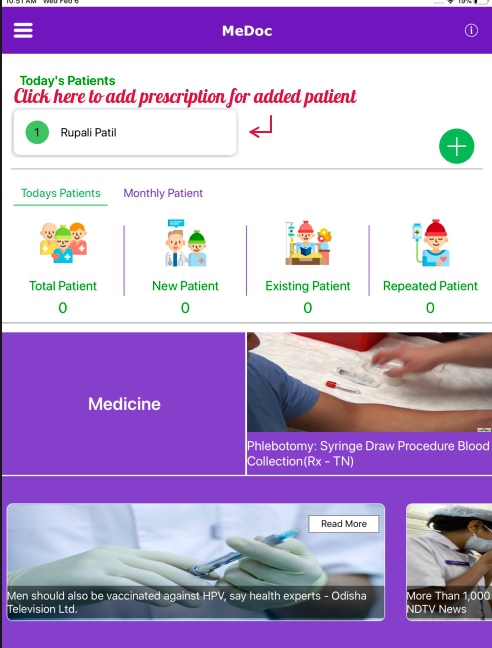 10:51 AM Wed Feb 6
19%
MeDoc
Today's Patients
Click here to add prescription for added patient
1 Rupali Patil
Todays Patients Monthly Patient
Total Patient New Patient Existing Patient Repeated Patient
0 0 0 0
Medicine
Phlebotomy: Syringe Draw Procedure Blood
Collection(Rx - TN)
Read More
Men should also be vaccinated against HPV, say health experts - Odisha
Television Ltd.
More Than 1,000
NDTV News